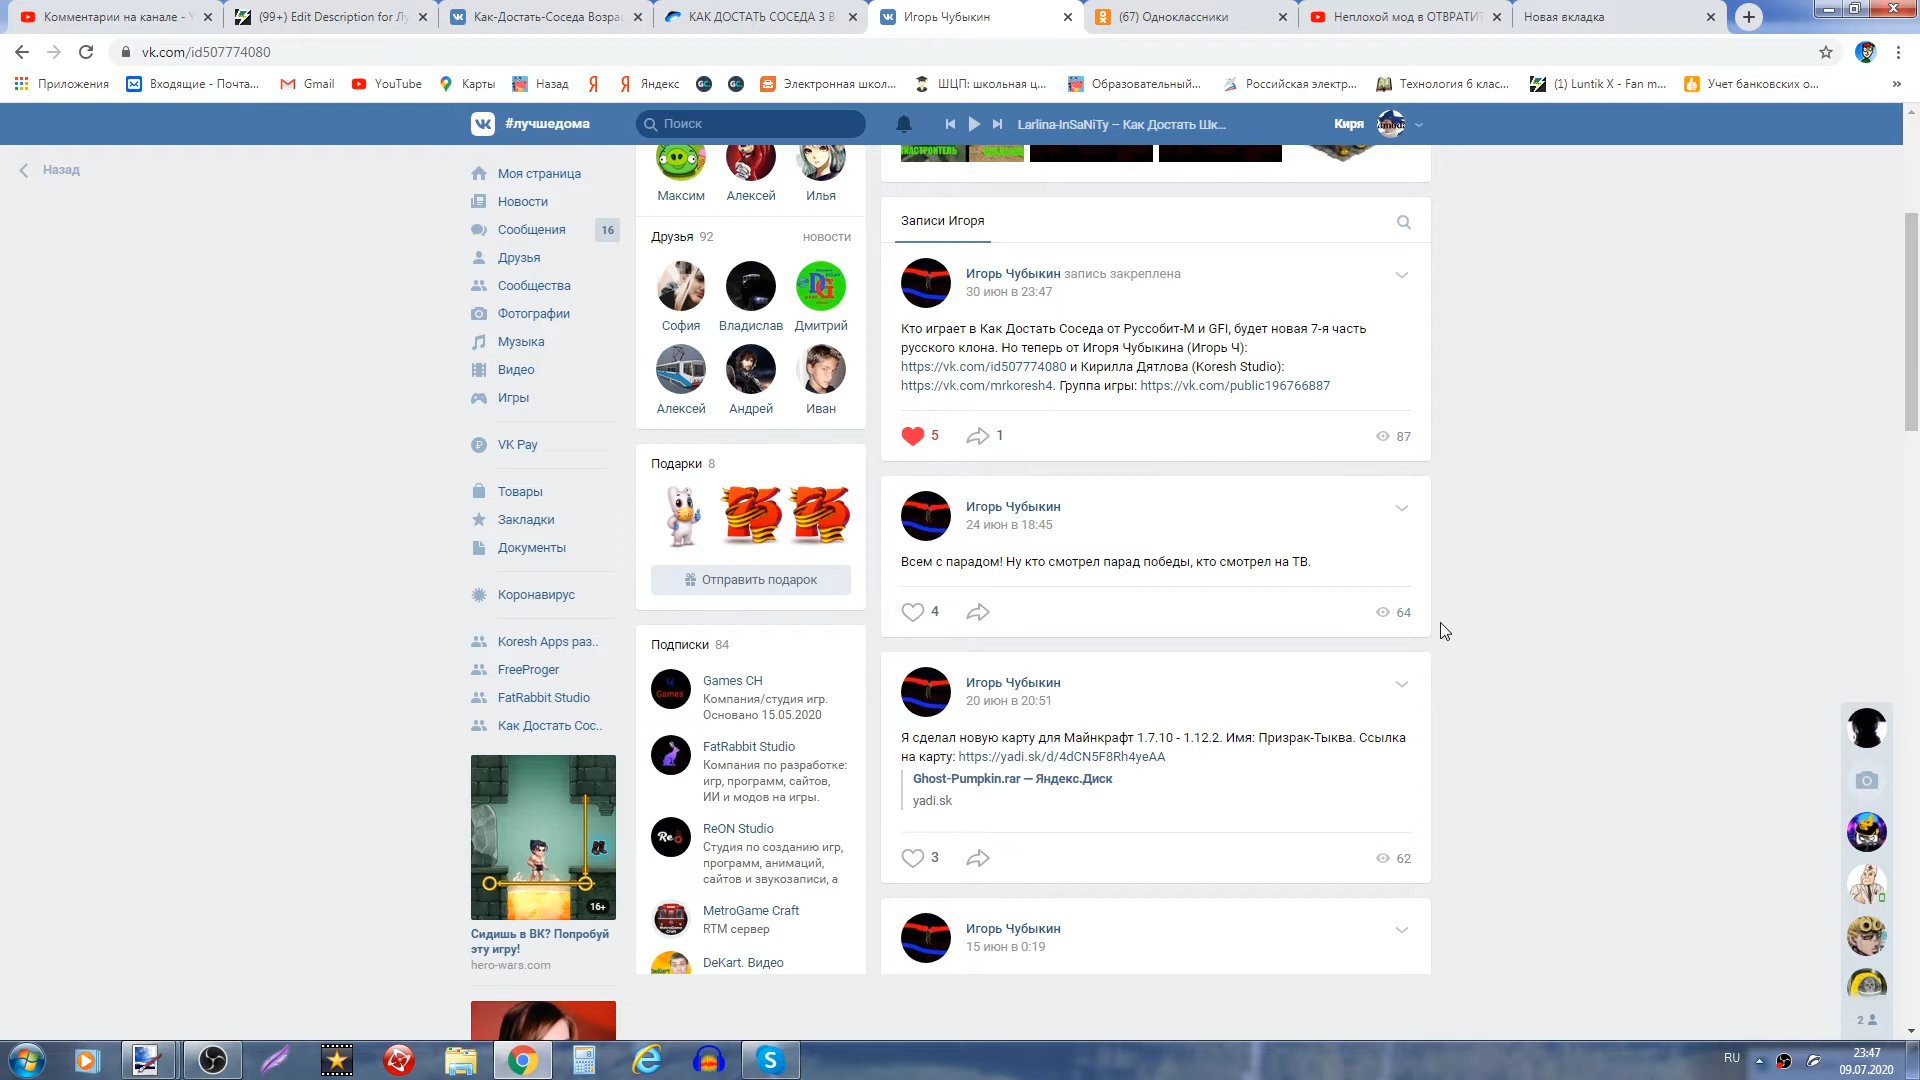 Комментарии на канале - Y
(99+) Edit Description for Лу
Как-Достать-Соседа Возра
КАК ДОСТАТЬ СОСЕДА 3 В
Игорь Чубыкин
(67) Одноклассники
Неплохой мод в ОТВРАТИТ
Новая вкладка
vk.com/id507774080
Приложения
Входящие - Почта...
Gmail
YouTube
Карты
Назад
Яндекс
Электронная школ...
ШЦП: школьная ц...
Образовательный...
Российская электр...
Технология 6 клас...
(1) Luntik X - Fan m...
Учет банковских о...
»
#лучшедома
Поиск
Larlina-InSaNiTy – Как Достать Шк...
Киря
Назад
Моя страница
Новости
Сообщения 16
Друзья
Сообщества
Фотографии
Музыка
Видео
Игры
VK Pay
Товары
Закладки
Документы
Коронавирус
Koresh Apps раз..
FreeProger
FatRabbit Studio
Как Достать Сос..
16+
Сидишь в ВК? Попробуй
эту игру!
hero-wars.com
Максим Алексей Илья
Друзья 92 новости
София Владислав Дмитрий
Алексей Андрей Иван
Подарки 8
Отправить подарок
Подписки 84
Games CH
Компания/студия игр.
Основано 15.05.2020
FatRabbit Studio
Компания по разработке:
игр, программ, сайтов,
ИИ и модов на игры.
ReON Studio
Студия по созданию игр,
программ, анимаций,
сайтов и звукозаписи, а
MetroGame Craft
RTM сервер
DeKart. Видео
Записи Игоря
Игорь Чубыкин запись закреплена
30 июн в 23:47
Кто играет в Как Достать Соседа от Руссобит-М и GFI, будет новая 7-я часть
русского клона. Но теперь от Игоря Чубыкина (Игорь Ч):
https://vk.com/id507774080 и Кирилла Дятлова (Koresh Studio):
https://vk.com/mrkoresh4. Группа игры: https://vk.com/public196766887
5 1 87
Игорь Чубыкин
24 июн в 18:45
Всем с парадом! Ну кто смотрел парад победы, кто смотрел на ТВ.
4 64
Игорь Чубыкин
20 июн в 20:51
Я сделал новую карту для Майнкрафт 1.7.10 - 1.12.2. Имя: Призрак-Тыква. Ссылка
на карту: https://yadi.sk/d/4dCN5F8Rh4yeAA
Ghost-Pumpkin.rar — Яндекс.Диск
yadi.sk
3 62
Игорь Чубыкин
15 июн в 0:19
2
RU
23:47
09.07.2020